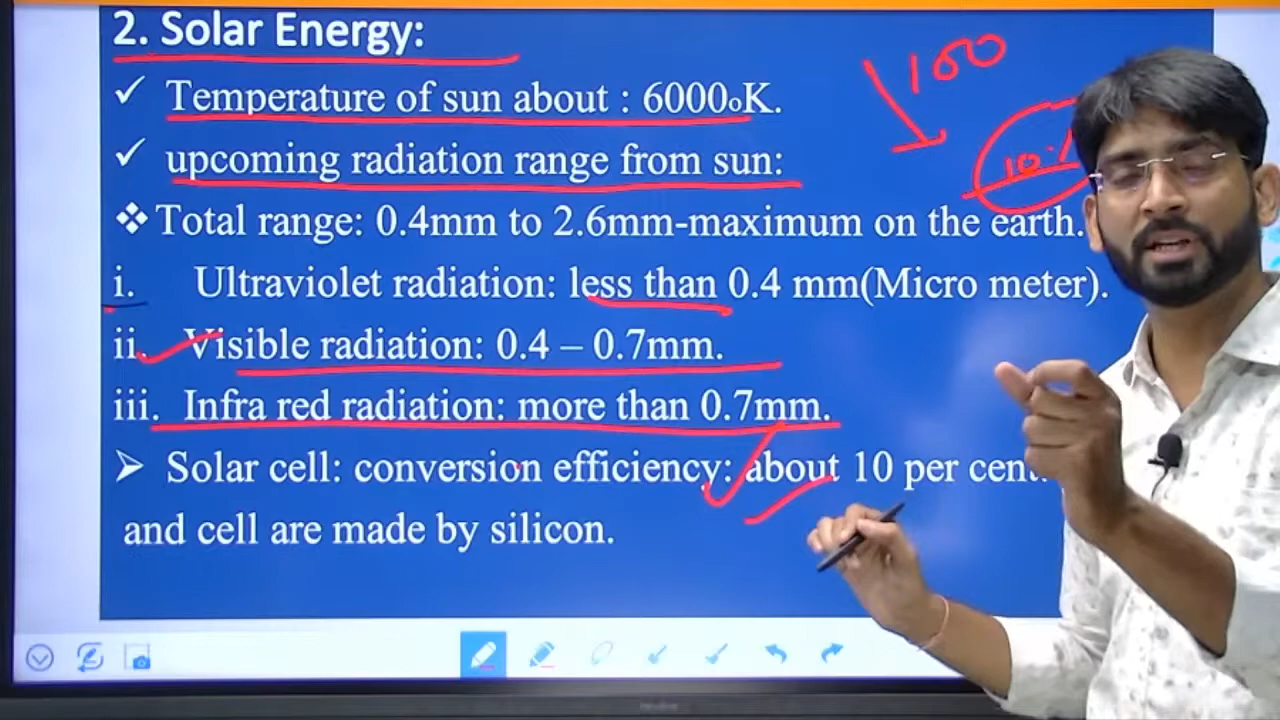 2. Solar Energy:
✓ Temperature of sun about : 6000oK.
✓ upcoming radiation range from sun:
❖ Total range: 0.4mm to 2.6mm-maximum on the earth.
i. Ultraviolet radiation: less than 0.4 mm(Micro meter).
ii. Visible radiation: 0.4 – 0.7mm.
iii. Infra red radiation: more than 0.7mm.
➢ Solar cell: conversion efficiency: about 10 per cent.
and cell are made by silicon.
100